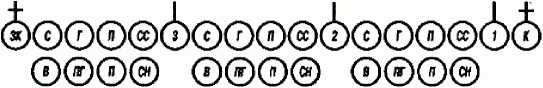 ЗК С Г П СС 3 С Г П СС 2 С Г П СС 1 К
В ПГ П СН В ПГ П СН В ПГ П СН